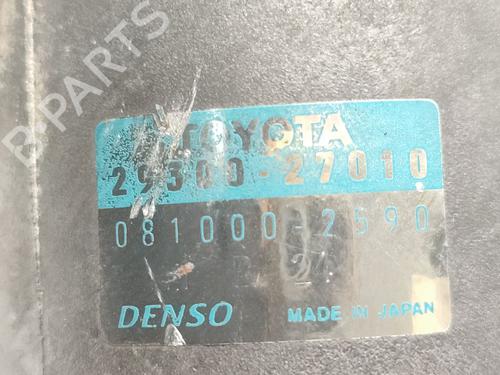 B-PARTS
TOYOTA
29300-27010
081000-2590
DENSO MADE IN JAPAN